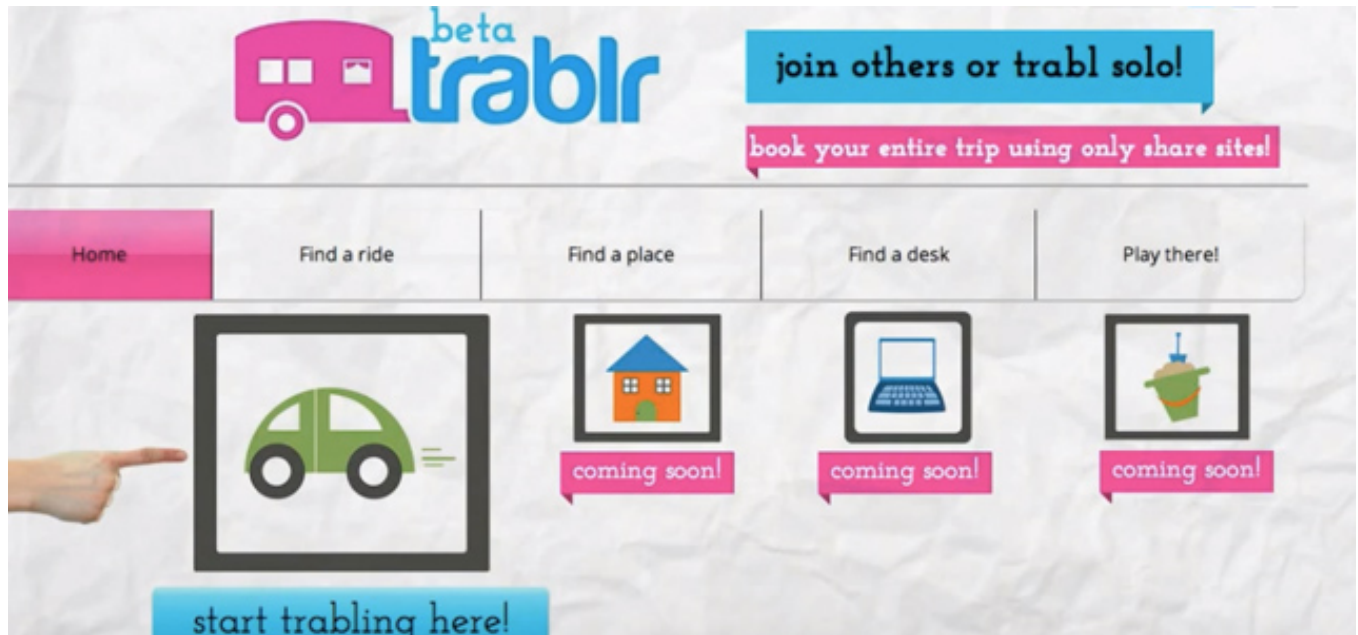 beta
trablr
join others or trabl solo!
book your entire trip using only share sites!
Home
Find a ride
Find a place
Find a desk
Play there!
coming soon!
coming soon!
coming soon!
start trabling here!